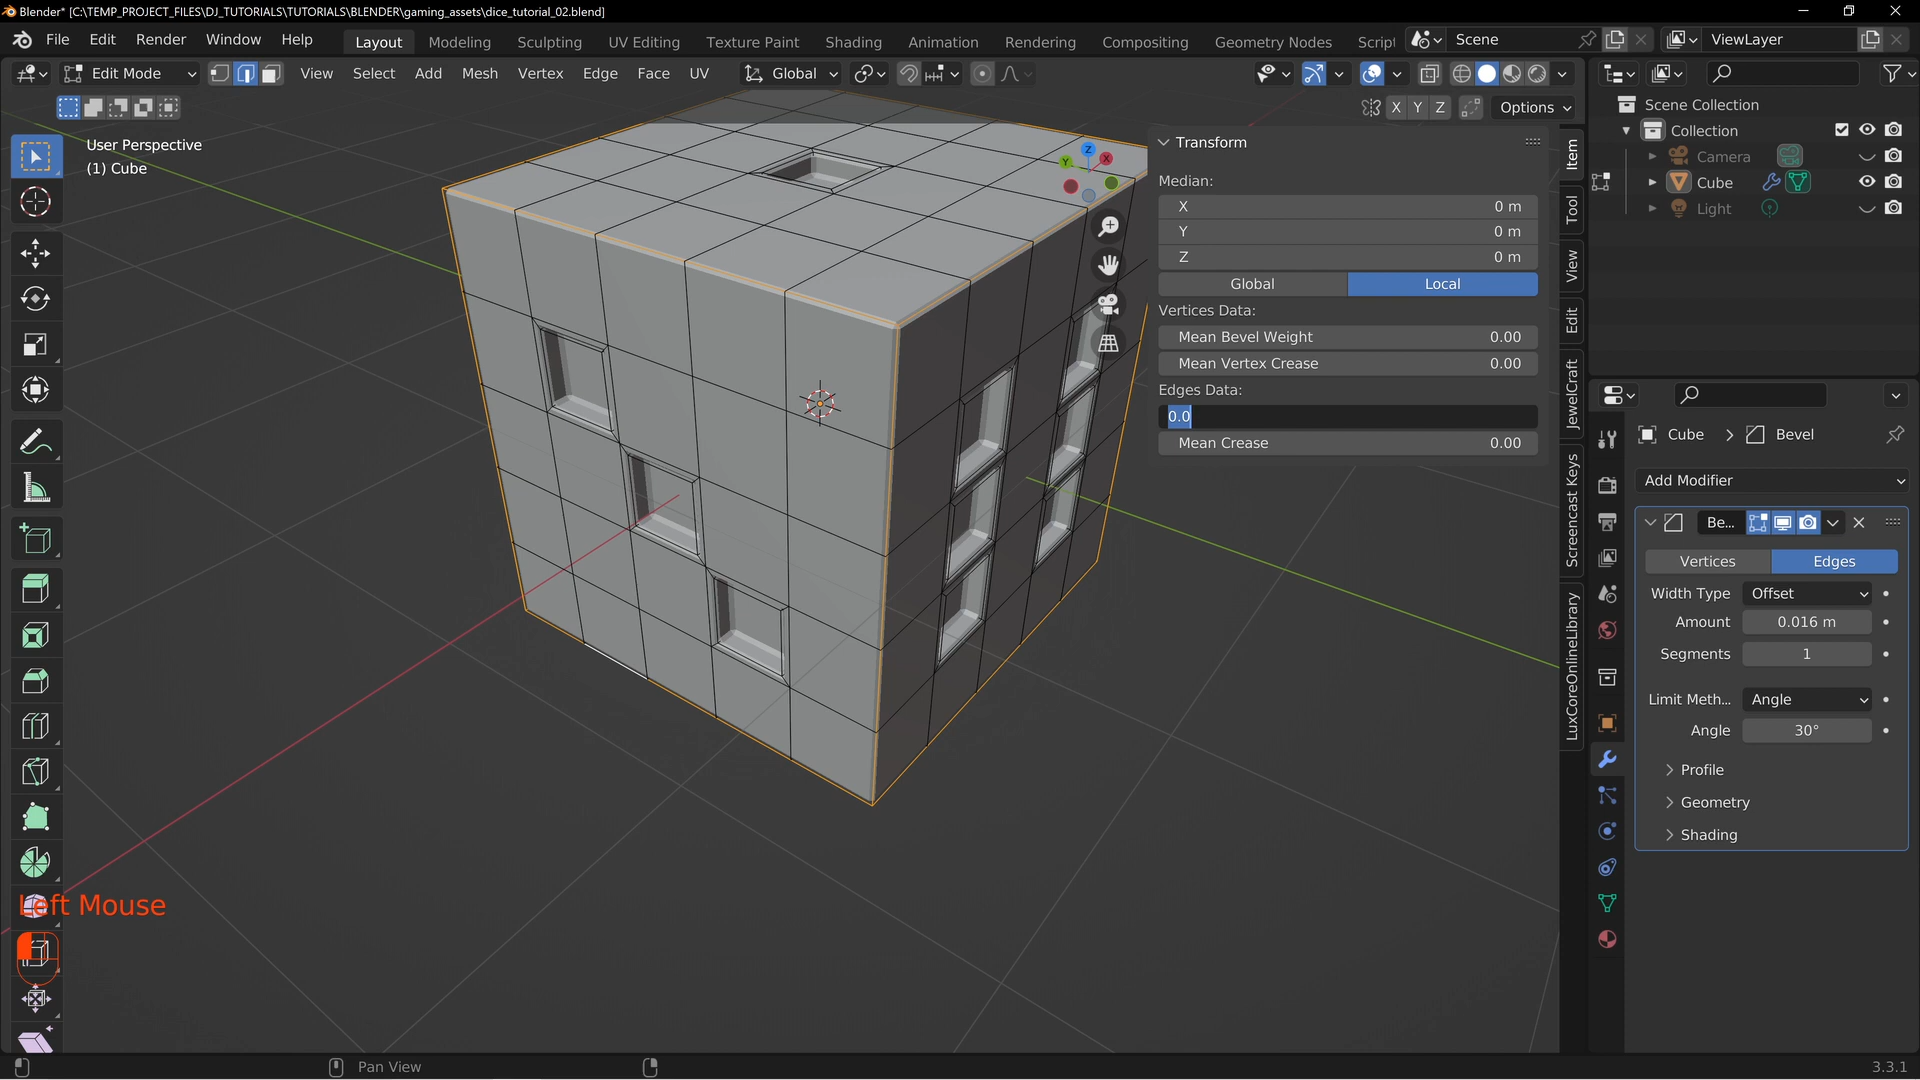 Blender* [C:\TEMP_PROJECT_FILES\DJ_TUTORIALS\TUTORIALS\BLENDER\gaming_assets\dice_tutorial_02.blend]
File Edit Render Window Help Layout Modeling Sculpting UV Editing Texture Paint Shading Animation Rendering Compositing Geometry Nodes Script Scene ViewLayer
Edit Mode View Select Add Mesh Vertex Edge Face UV Global
X Y Z Options
User Perspective
(1) Cube
Transform
Median:
X 0 m
Y 0 m
Z 0 m
Global Local
Vertices Data:
Mean Bevel Weight 0.00
Mean Vertex Crease 0.00
Edges Data:
0.0
Mean Crease 0.00
Z
Y
X
Item
Tool
View
Edit
JewelCraft
Screencast Keys
LuxCoreOnlineLibrary
Scene Collection
Collection
Camera
Cube
Light
Cube > Bevel
Add Modifier
Be...
Vertices Edges
Width Type Offset
Amount 0.016 m
Segments 1
Limit Meth... Angle
Angle 30°
Profile
Geometry
Shading
Left Mouse
Pan View
3.3.1